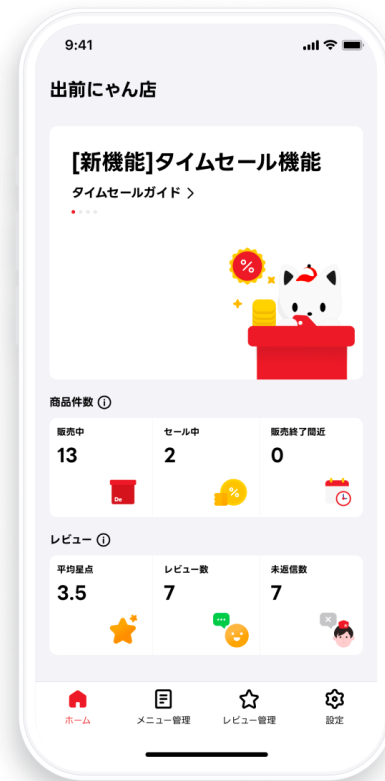 9:41
出前にゃん店
[新機能]タイムセール機能
タイムセールガイド
%
商品件数
販売中
セール中
販売終了間近
13
2
0
De
%
レビュー
平均星点
レビュー数
未返信数
3.5
7
7
ホーム
メニュー管理
レビュー管理
設定